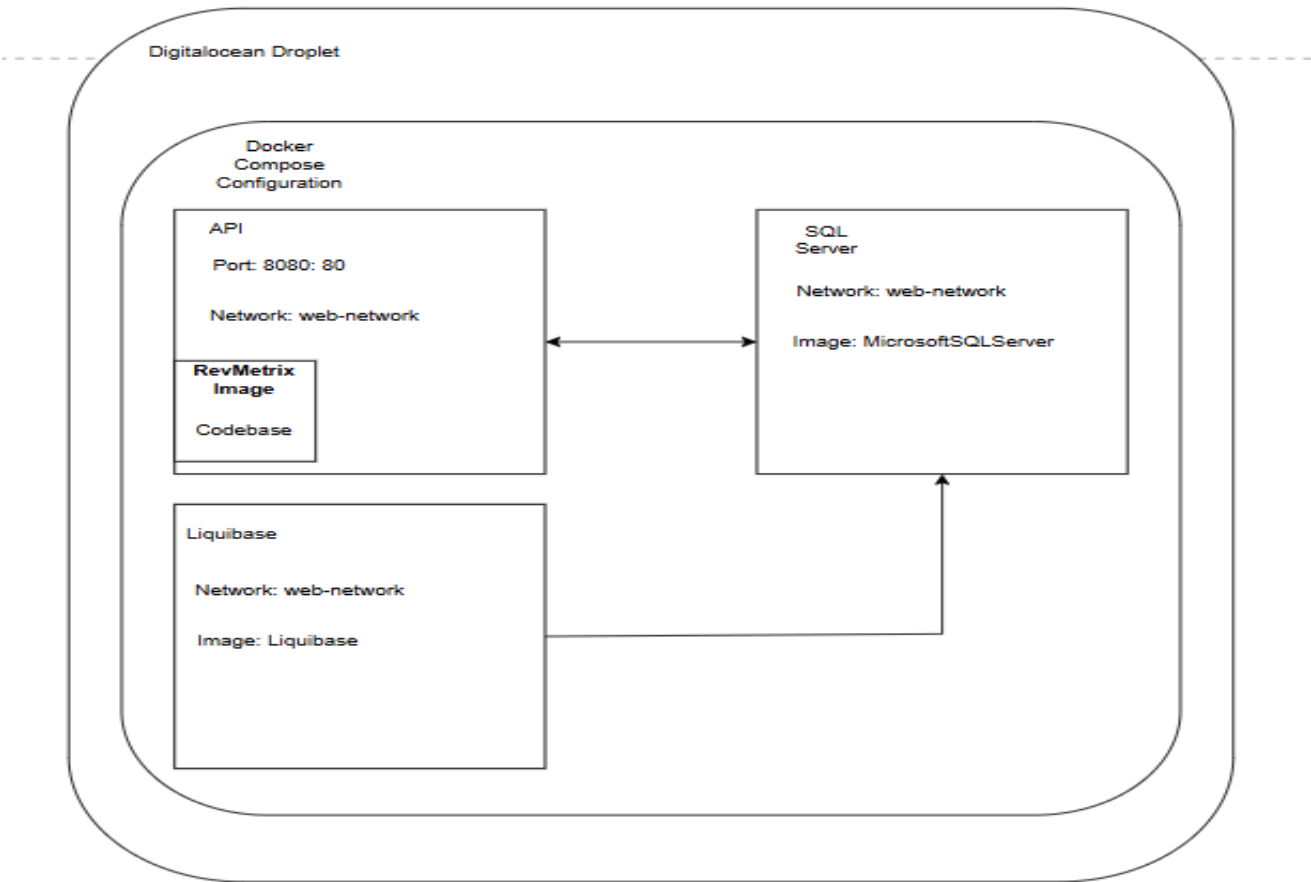 Digitalocean Droplet
Docker
Compose
Configuration
API
Port: 8080: 80
Network: web-network
RevMetrix
Image
Codebase
SQL
Server
Network: web-network
Image: MicrosoftSQLServer
Liquibase
Network: web-network
Image: Liquibase